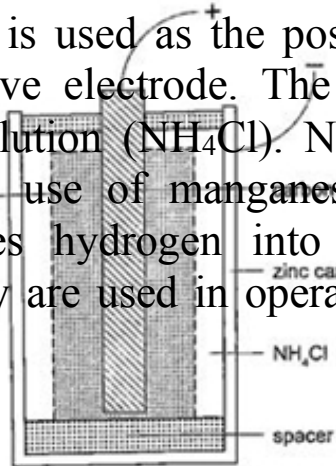 +
is used as the pos
ve electrode. The
−
lution (NH₄Cl). N
use of manganes
es hydrogen into
zinc ca
y are used in opera
NH₄Cl
spacer